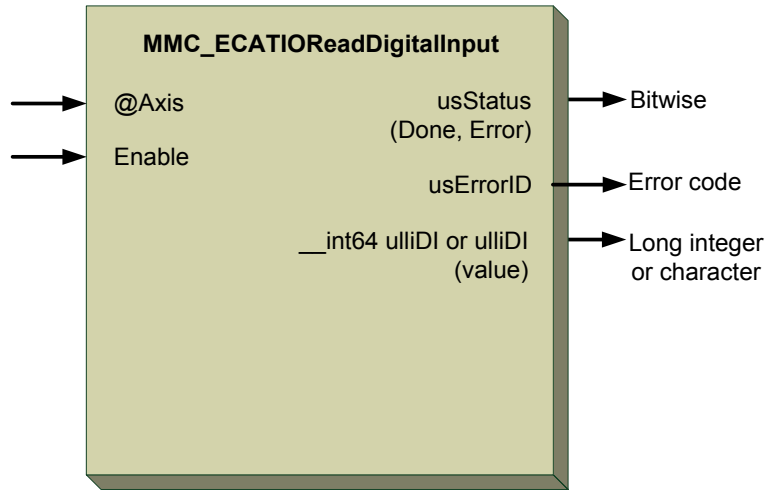 MMC_ECATIOReadDigitalInput
@Axis
Enable
usStatus
(Done, Error)
usErrorID
__int64 ulliDI or ulliDI
(value)
Bitwise
Error code
Long integer
or character